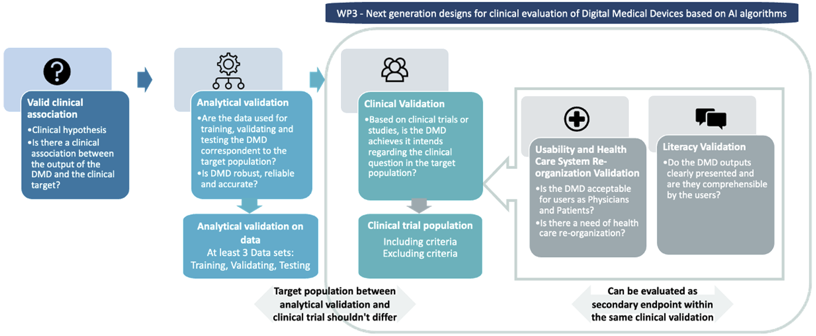 WP3 - Next generation designs for clinical evaluation of Digital Medical Devices based on AI algorithms
Valid clinical
association
•Clinical hypothesis
•Is there a clinical
association between
the output of the
DMD and the clinical
target?
Analytical validation
•Are the data used for
training, validating and
testing the DMD
correspondent to the
target population?
•Is DMD robust, reliable
and accurate?
Analytical validation on
data
At least 3 Data sets:
Training, Validating, Testing
Clinical Validation
•Based on clinical trials or
studies, is the DMD
achieves it intends
regarding the clinical
question in the target
population?
Clinical trial population
Including criteria
Excluding criteria
Usability and Health
Care System Re-
organization Validation
•Is the DMD acceptable
for users as Physicians
and Patients?
•Is there a need of health
care re-organization?
Literacy Validation
•Do the DMD outputs
clearly presented and
are they comprehensible
by the users?
Target population between
analytical validation and
clinical trial shouldn't differ
Can be evaluated as
secondary endpoint within
the same clinical validation